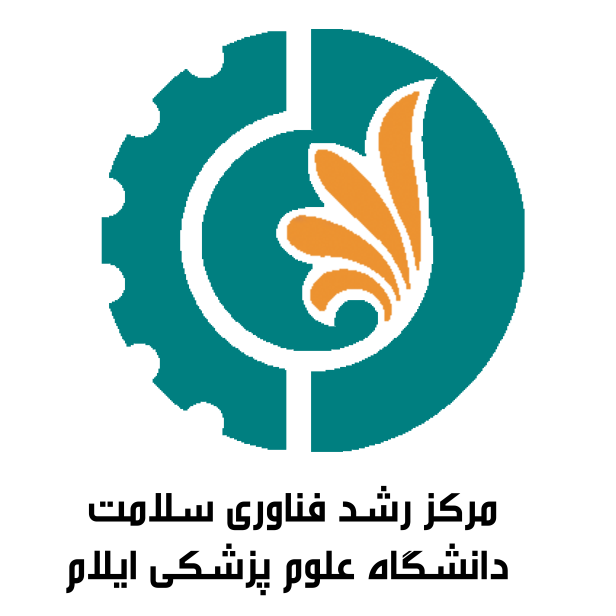 مرکز رشد فناوری سلامت
دانشگاه علوم پزشکی ایلام